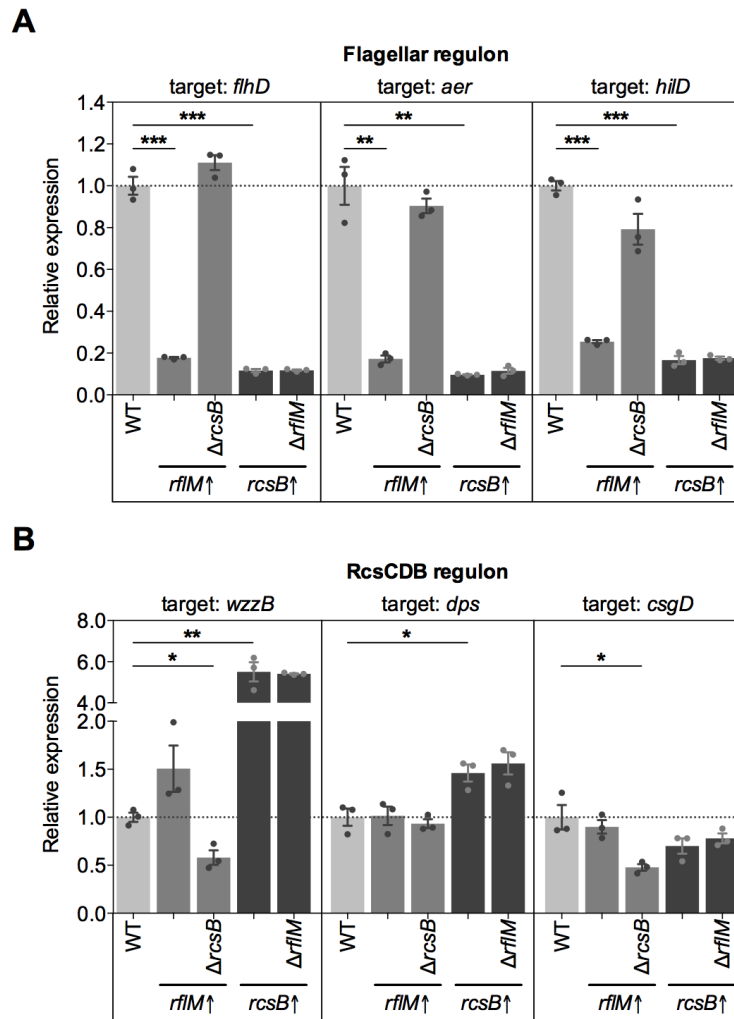 A
Flagellar regulon
target: flhD
target: aer
target: hilD
Relative expression
1.4
1.2
1.0
0.8
0.6
0.4
0.2
0.0
*** *** ** ** *** ***
WT ΔrcsB ΔrflM WT ΔrcsB ΔrflM WT ΔrcsB ΔrflM
rflM↑ rcsB↑ rflM↑ rcsB↑ rflM↑ rcsB↑
B
RcsCDB regulon
target: wzzB
target: dps
target: csgD
Relative expression
8.0
6.0
4.0
2.0
1.5
1.0
0.5
0.0
** * * *
WT ΔrcsB ΔrflM WT ΔrcsB ΔrflM WT ΔrcsB ΔrflM
rflM↑ rcsB↑ rflM↑ rcsB↑ rflM↑ rcsB↑